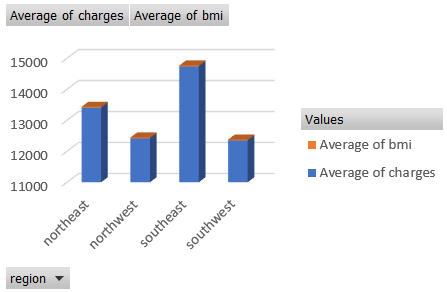 Average of charges Average of bmi
15000
14000
13000
12000
11000
northeast
northwest
southeast
southwest
Values
Average of bmi
Average of charges
region